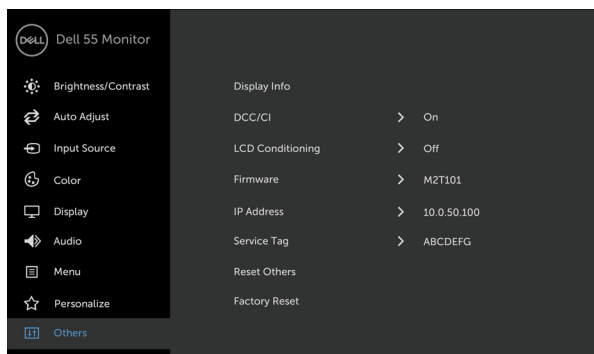 DELL Dell 55 Monitor
Brightness/Contrast
Auto Adjust
Input Source
Color
Display
Audio
Menu
Personalize
Others
Display Info
DCC/CI > On
LCD Conditioning > Off
Firmware > M2T101
IP Address > 10.0.50.100
Service Tag > ABCDEFG
Reset Others
Factory Reset